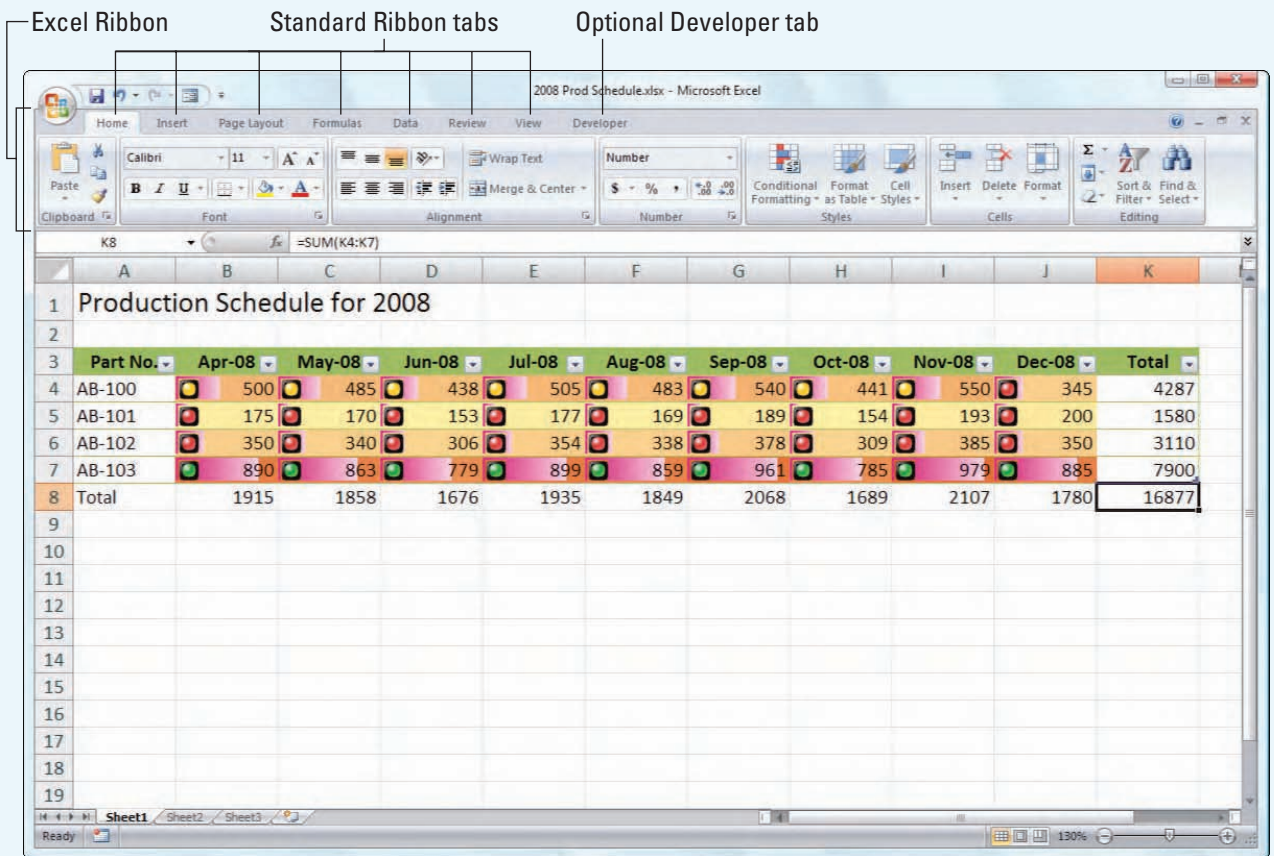 Excel Ribbon Standard Ribbon tabs Optional Developer tab
2008 Prod Schedule.xlsx - Microsoft Excel
Home Insert Page Layout Formulas Data Review View Developer
Paste Calibri 11 A A Wrap Text Number Conditional Formatting Format as Table Cell Styles Insert Delete Format Σ Sort & Filter Find & Select
B I U A Merge & Center $ % , .0 .00 .00 .0
Clipboard Font Alignment Number Styles Cells Editing
K8 fx =SUM(K4:K7)
A B C D E F G H I J K
1 Production Schedule for 2008
2
3 Part No. Apr-08 May-08 Jun-08 Jul-08 Aug-08 Sep-08 Oct-08 Nov-08 Dec-08 Total
4 AB-100 500 485 438 505 483 540 441 550 345 4287
5 AB-101 175 170 153 177 169 189 154 193 200 1580
6 AB-102 350 340 306 354 338 378 309 385 350 3110
7 AB-103 890 863 779 899 859 961 785 979 885 7900
8 Total 1915 1858 1676 1935 1849 2068 1689 2107 1780 16877
9
10
11
12
13
14
15
16
17
18
19
Sheet1 Sheet2 Sheet3
Ready 130%